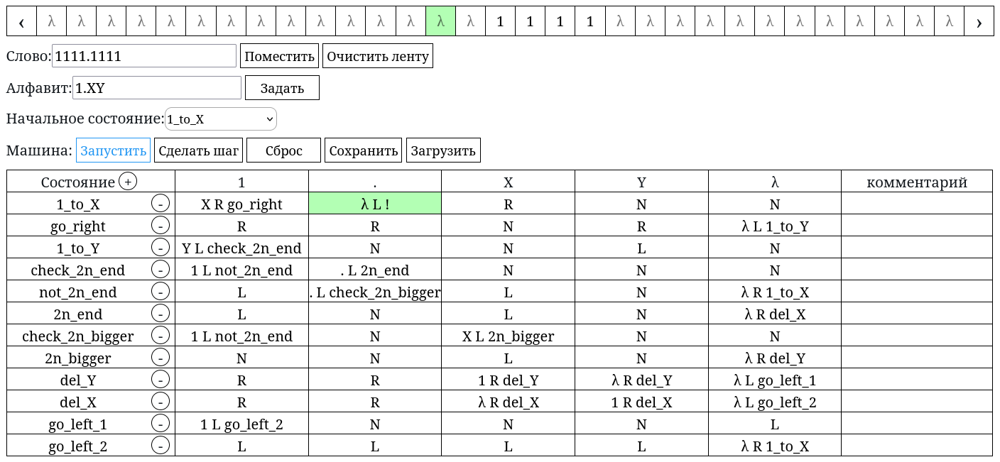 ‹ λ λ λ λ λ λ λ λ λ λ λ λ λ λ λ 1 1 1 1 λ λ λ λ λ λ λ λ λ λ λ λ ›
Слово: 1111.1111 Поместить Очистить ленту
Алфавит: 1.XY Задать
Начальное состояние: 1_to_X
Машина: Запустить Сделать шаг Сброс Сохранить Загрузить
Состояние + 1 . X Y λ комментарий
1_to_X - X R go_right λ L ! R N N
go_right - R R N R λ L 1_to_Y
1_to_Y - Y L check_2n_end N N L N
check_2n_end - 1 L not_2n_end . L 2n_end N N N
not_2n_end - L . L check_2n_bigger L N λ R 1_to_X
2n_end - L N L N λ R del_X
check_2n_bigger - 1 L not_2n_end N X L 2n_bigger N N
2n_bigger - N N L N λ R del_Y
del_Y - R R 1 R del_Y λ R del_Y λ L go_left_1
del_X - R R λ R del_X 1 R del_X λ L go_left_2
go_left_1 - 1 L go_left_2 N N N L
go_left_2 - L L L L λ R 1_to_X